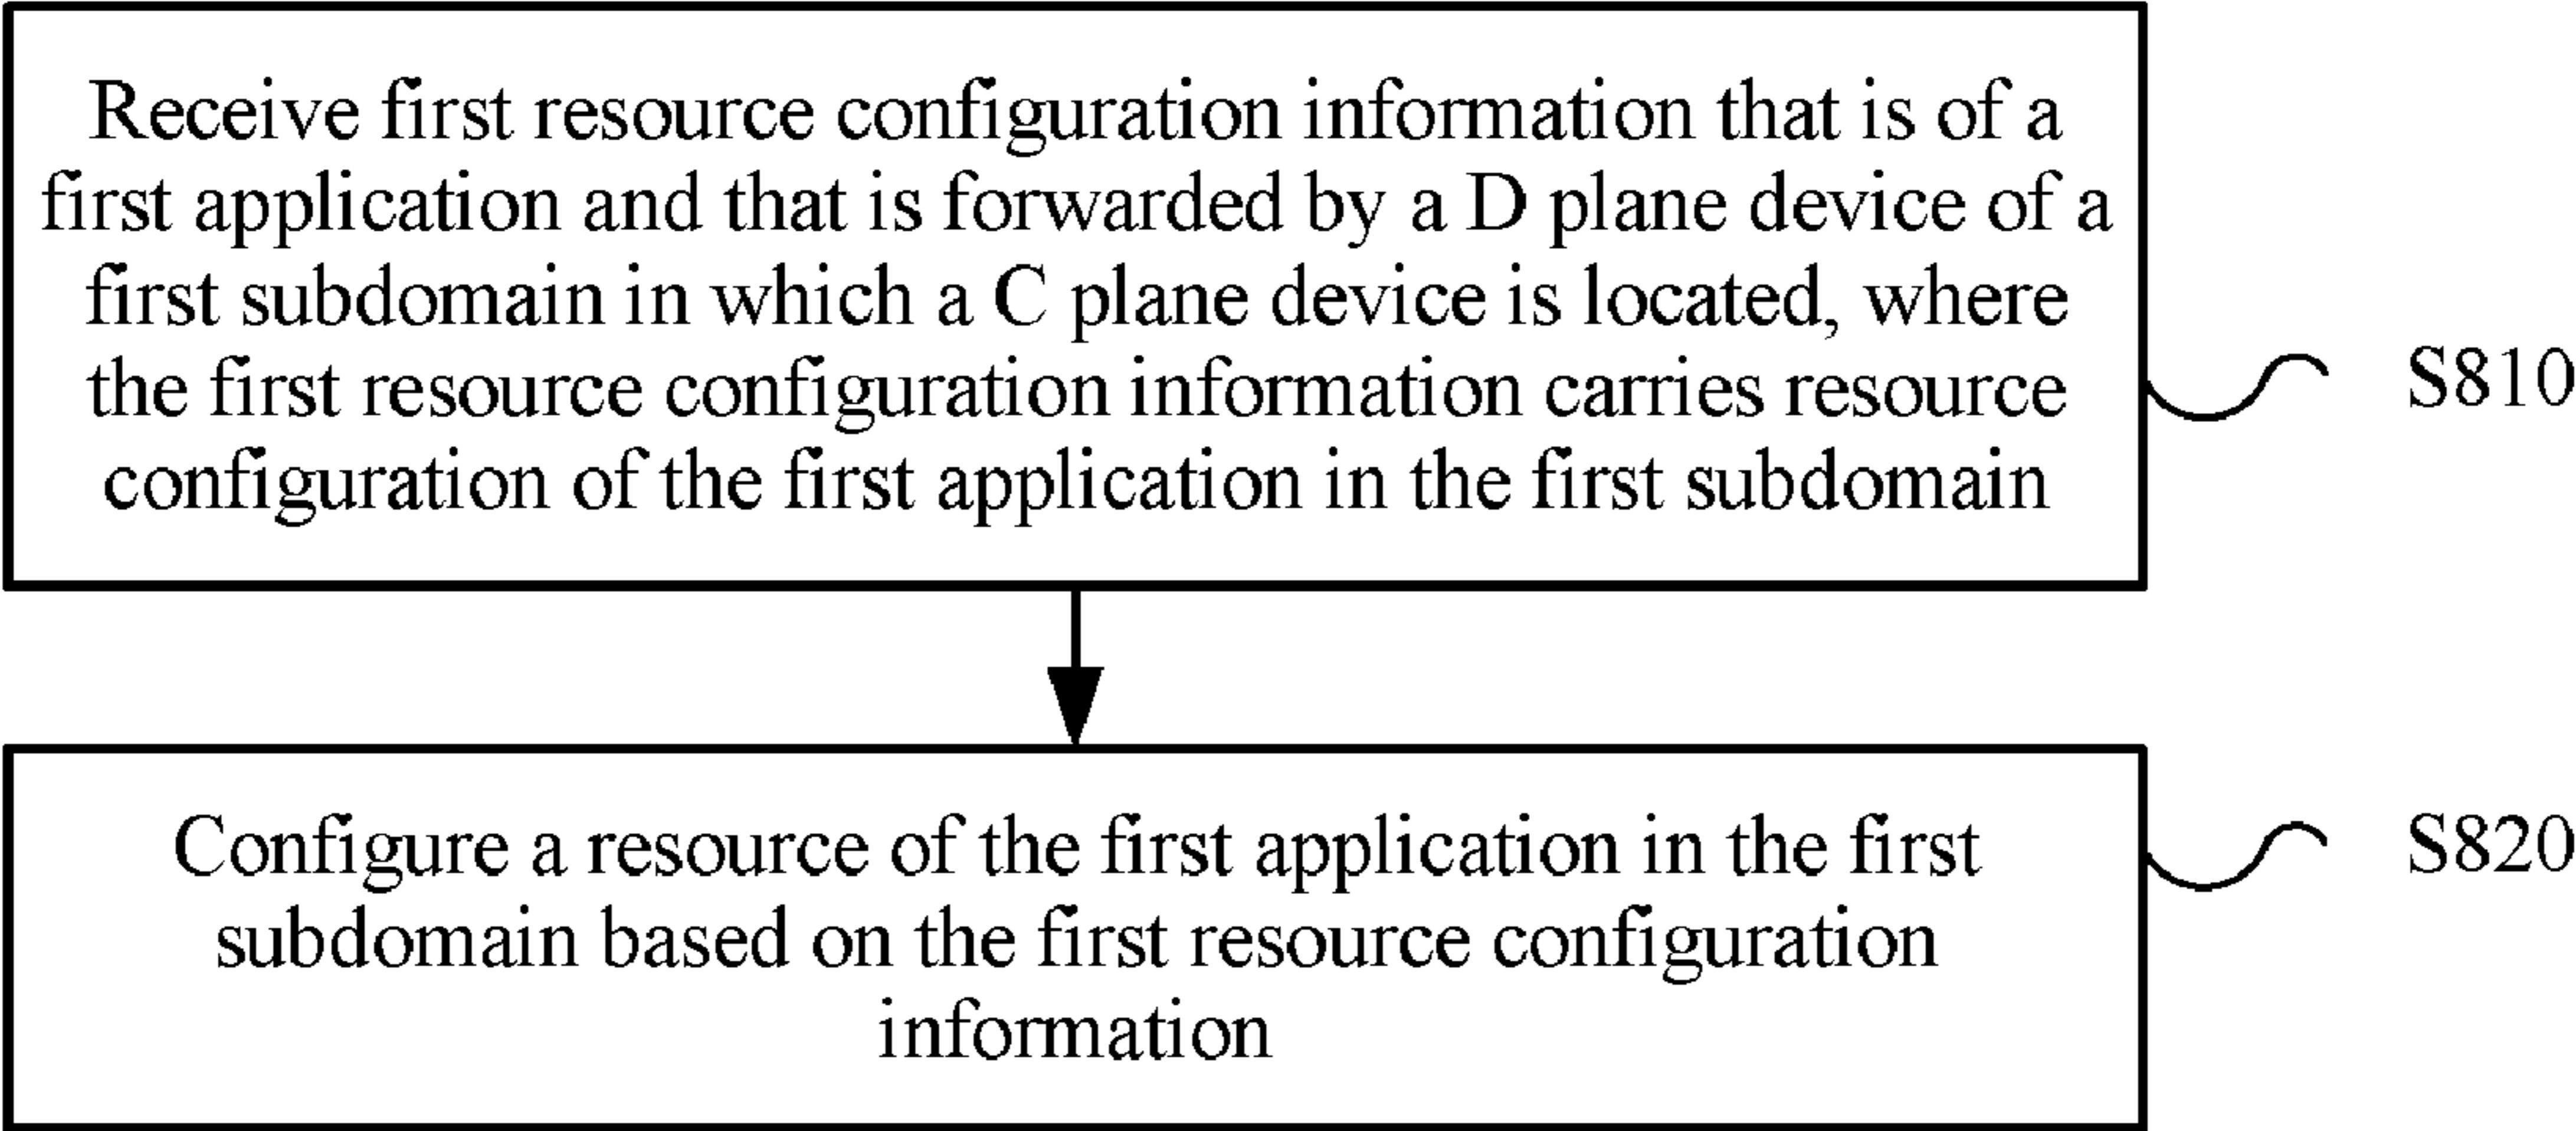 Receive first resource configuration information that is of a
first application and that is forwarded by a D plane device of a
first subdomain in which a C plane device is located, where
the first resource configuration information carries resource
configuration of the first application in the first subdomain
S810
Configure a resource of the first application in the first
subdomain based on the first resource configuration
information
S820